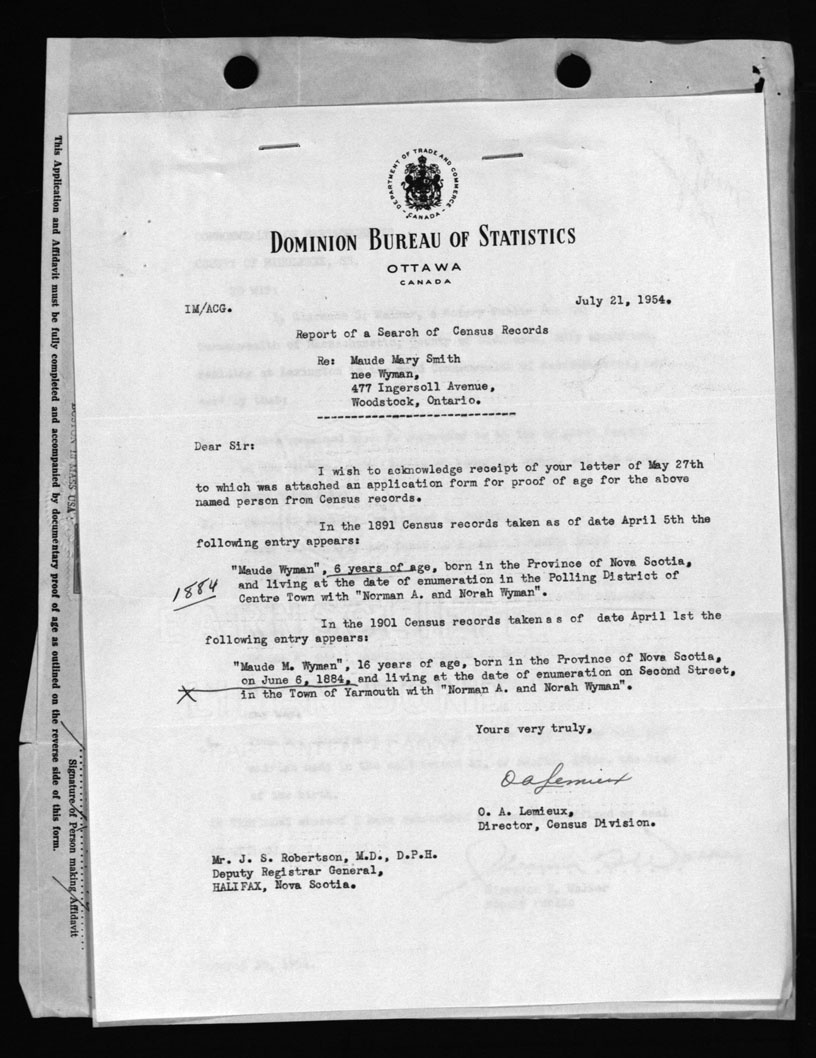 DEPARTMENT OF TRADE AND COMMERCE
CANADA
DOMINION BUREAU OF STATISTICS
OTTAWA
CANADA
IM/ACG.
July 21, 1954.
Report of a Search of Census Records
Re: Maude Mary Smith
nee Wyman,
477 Ingersoll Avenue,
Woodstock, Ontario.
Dear Sir:
I wish to acknowledge receipt of your letter of May 27th
to which was attached an application form for proof of age for the above
named person from Census records.
In the 1891 Census records taken as of date April 5th the
following entry appears:
"Maude Wyman", 6 years of age, born in the Province of Nova Scotia,
and living at the date of enumeration in the Polling District of
Centre Town with "Norman A. and Norah Wyman".
1884
In the 1901 Census records taken as of date April 1st the
following entry appears:
"Maude M. Wyman", 16 years of age, born in the Province of Nova Scotia,
on June 6, 1884, and living at the date of enumeration on Second Street,
in the Town of Yarmouth with "Norman A. and Norah Wyman".
X
Yours very truly,
O A Lemieux
O. A. Lemieux,
Director, Census Division.
Mr. J. S. Robertson, M.D., D.P.H.
Deputy Registrar General,
HALIFAX, Nova Scotia.
This Application and Affidavit must be fully completed and accompanied by documentary proof of age as outlined on the reverse side of this form.
Signature of Person making Affidavit